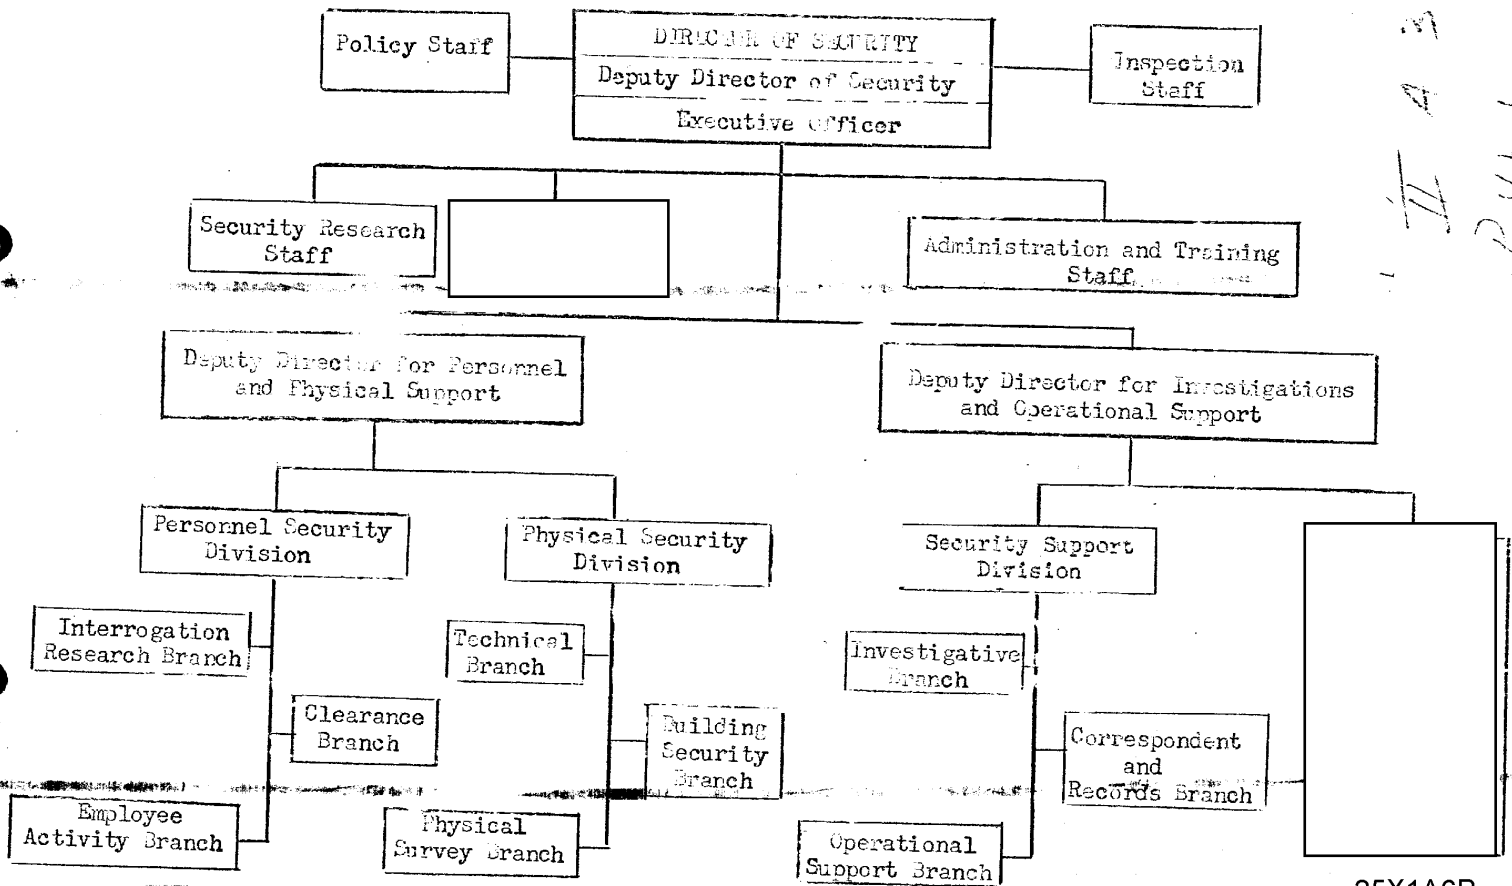 Policy Staff
DIRECTOR OF SECURITY
Deputy Director of Security
Executive Officer
Inspection
Staff
II A 3
Security Research
Staff
Administration and Training
Staff
Deputy Director for Personnel
and Physical Support
Deputy Director for Investigations
and Operational Support
Personnel Security
Division
Physical Security
Division
Security Support
Division
Interrogation
Research Branch
Technical
Branch
Investigative
Branch
Clearance
Branch
Building
Security
Branch
Correspondent
and
Records Branch
Employee
Activity Branch
Physical
Survey Branch
Operational
Support Branch